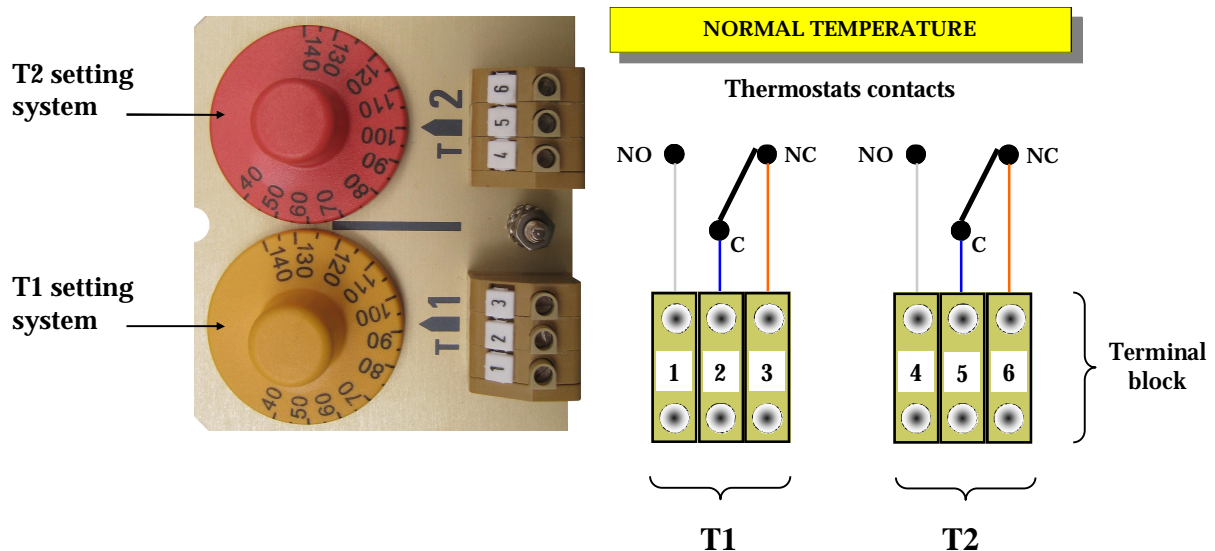 T2 setting
system
140
130
120
110
100
90
80
70
60
50
40
T 2
6
5
4
T1 setting
system
140
130
120
110
100
90
80
70
60
50
40
T 1
3
2
1
NORMAL TEMPERATURE
Thermostats contacts
NO
NC
C
NO
NC
C
1 2 3
4 5 6
Terminal
block
T1
T2